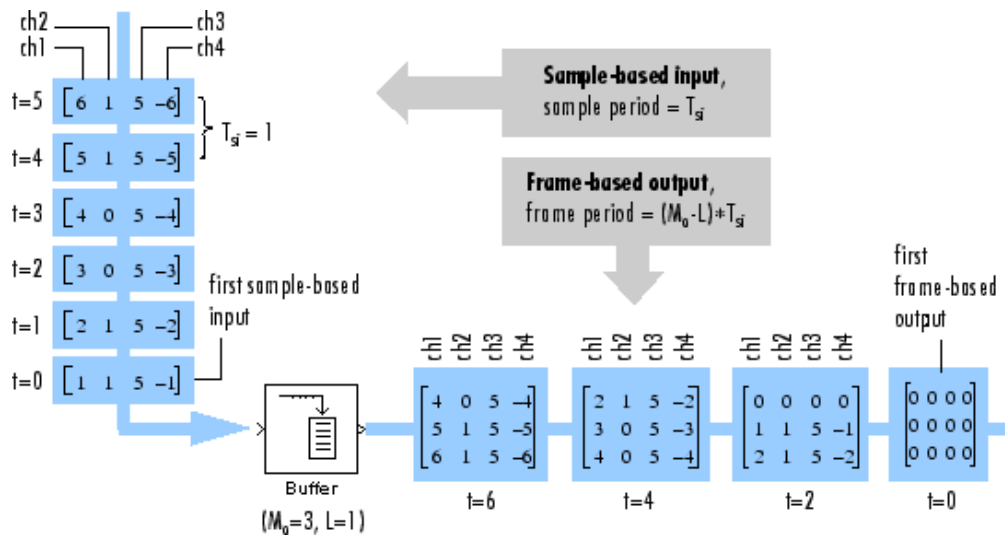 ch2
ch1
ch3
ch4
t=5 [6 1 5 -6]
t=4 [5 1 5 -5]
t=3 [4 0 5 -4]
t=2 [3 0 5 -3]
t=1 [2 1 5 -2]
t=0 [1 1 5 -1]
T_si = 1
first sample-based
input
Sample-based input,
sample period = T_si
Frame-based output,
frame period = (M_o-L)*T_si
first
frame-based
output
Buffer
(M_o=3, L=1)
ch1 ch2 ch3 ch4
4 0 5 -4
5 1 5 -5
6 1 5 -6
t=6
ch1 ch2 ch3 ch4
2 1 5 -2
3 0 5 -3
4 0 5 -4
t=4
ch1 ch2 ch3 ch4
0 0 0 0
1 1 5 -1
2 1 5 -2
t=2
0 0 0 0
0 0 0 0
0 0 0 0
t=0